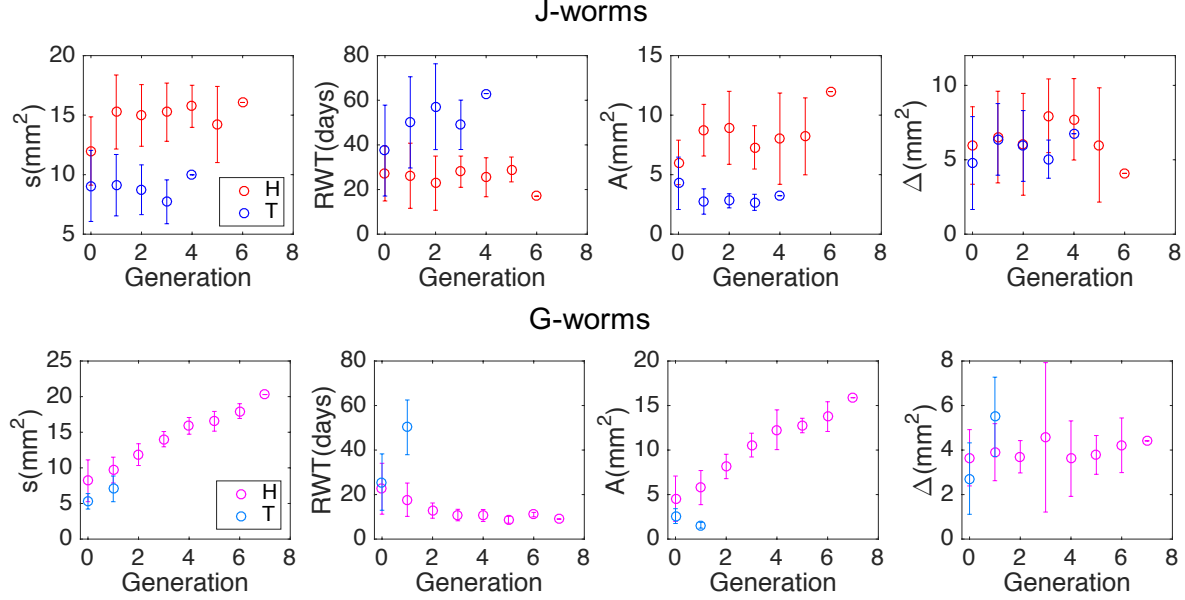 J-worms
s(mm²)
20
15
10
5
0 2 4 6 8
Generation
H
T
RWT(days)
80
60
40
20
0
0 2 4 6 8
Generation
A(mm²)
15
10
5
0
0 2 4 6 8
Generation
Δ(mm²)
10
5
0
0 2 4 6 8
Generation
G-worms
s(mm²)
25
20
15
10
5
0
0 2 4 6 8
Generation
H
T
RWT(days)
80
60
40
20
0
0 2 4 6 8
Generation
A(mm²)
20
15
10
5
0
0 2 4 6 8
Generation
Δ(mm²)
8
6
4
2
0
0 2 4 6 8
Generation